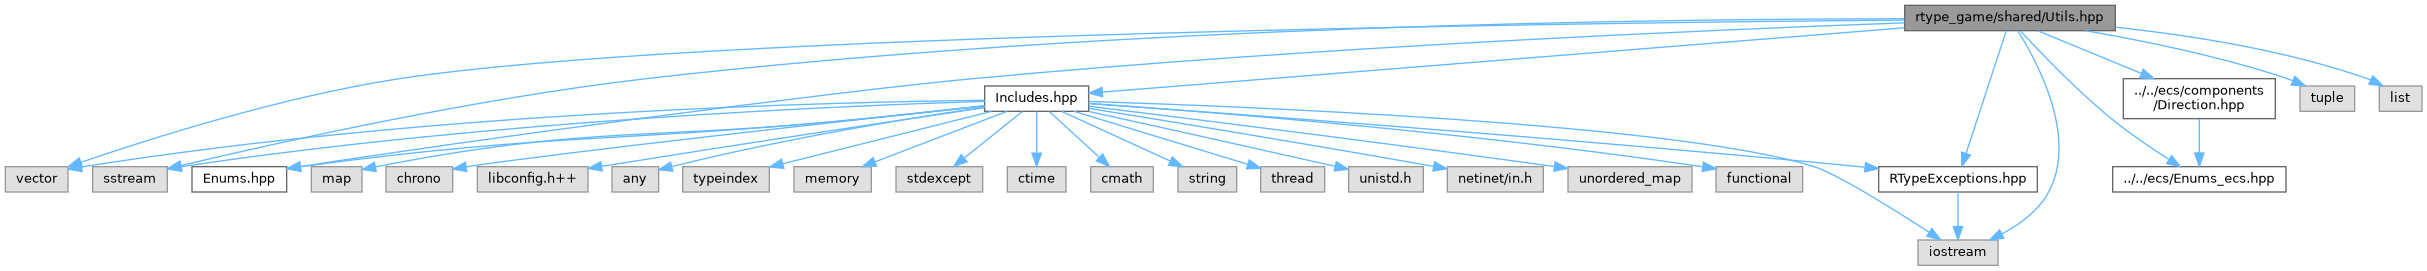 rtype_game/shared/Utils.hpp
Includes.hpp
../../ecs/components
/Direction.hpp
tuple
list
vector
sstream
Enums.hpp
map
chrono
libconfig.h++
any
typeindex
memory
stdexcept
ctime
cmath
string
thread
unistd.h
netinet/in.h
unordered_map
functional
RTypeExceptions.hpp
../../ecs/Enums_ecs.hpp
iostream